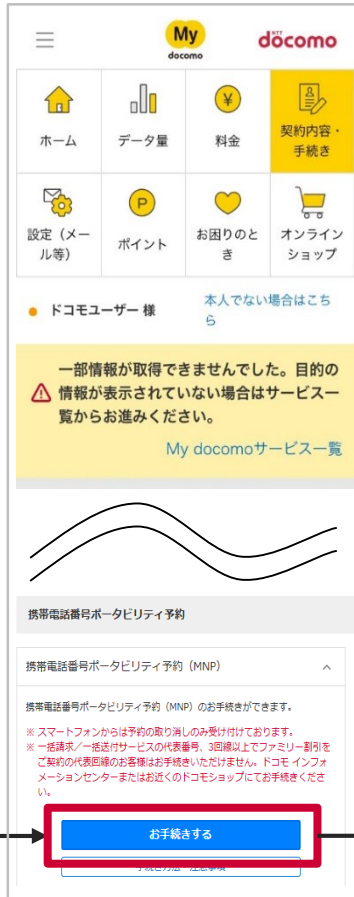 My
docomo
NTT
döcomo
ホーム
データ量
料金
契約内容・
手続き
設定（メー
ル等）
ポイント
お困りのと
き
オンライン
ショップ
ドコモユーザー 様
本人でない場合はこち
ら
一部情報が取得できませんでした。目的の
情報が表示されていない場合はサービス一
覧からお進みください。
My docomoサービス一覧
携帯電話番号ポータビリティ予約
携帯電話番号ポータビリティ予約（MNP）
携帯電話番号ポータビリティ予約（MNP）のお手続きができます。
※ スマートフォンからは予約の取り消しのみ受け付けております。
※ 一括請求／一括送付サービスの代表番号、3回線以上でファミリー割引を
ご契約の代表回線のお客様はお手続きいただけません。ドコモ インフォ
メーションセンターまたはお近くのドコモショップにてお手続きくださ
い。
お手続きする